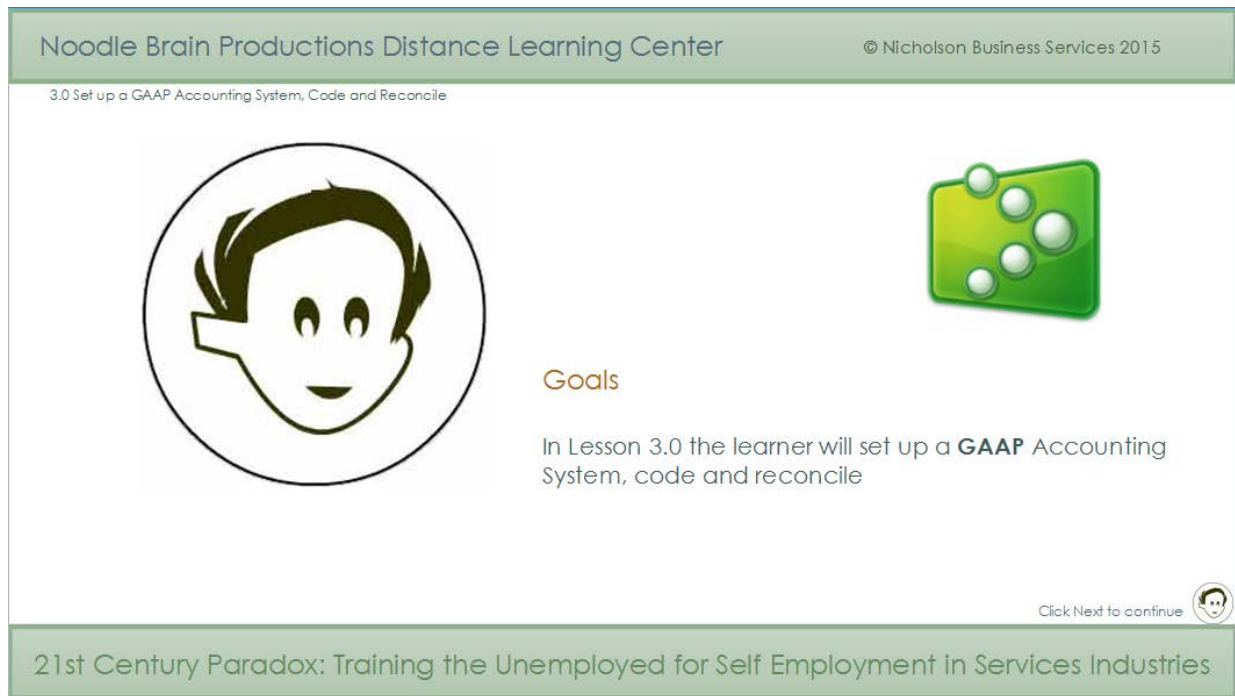 Noodle Brain Productions Distance Learning Center
© Nicholson Business Services 2015
3.0 Set up a GAAP Accounting System, Code and Reconcile
Goals
In Lesson 3.0 the learner will set up a GAAP Accounting
System, code and reconcile
Click Next to continue
21st Century Paradox: Training the Unemployed for Self Employment in Services Industries